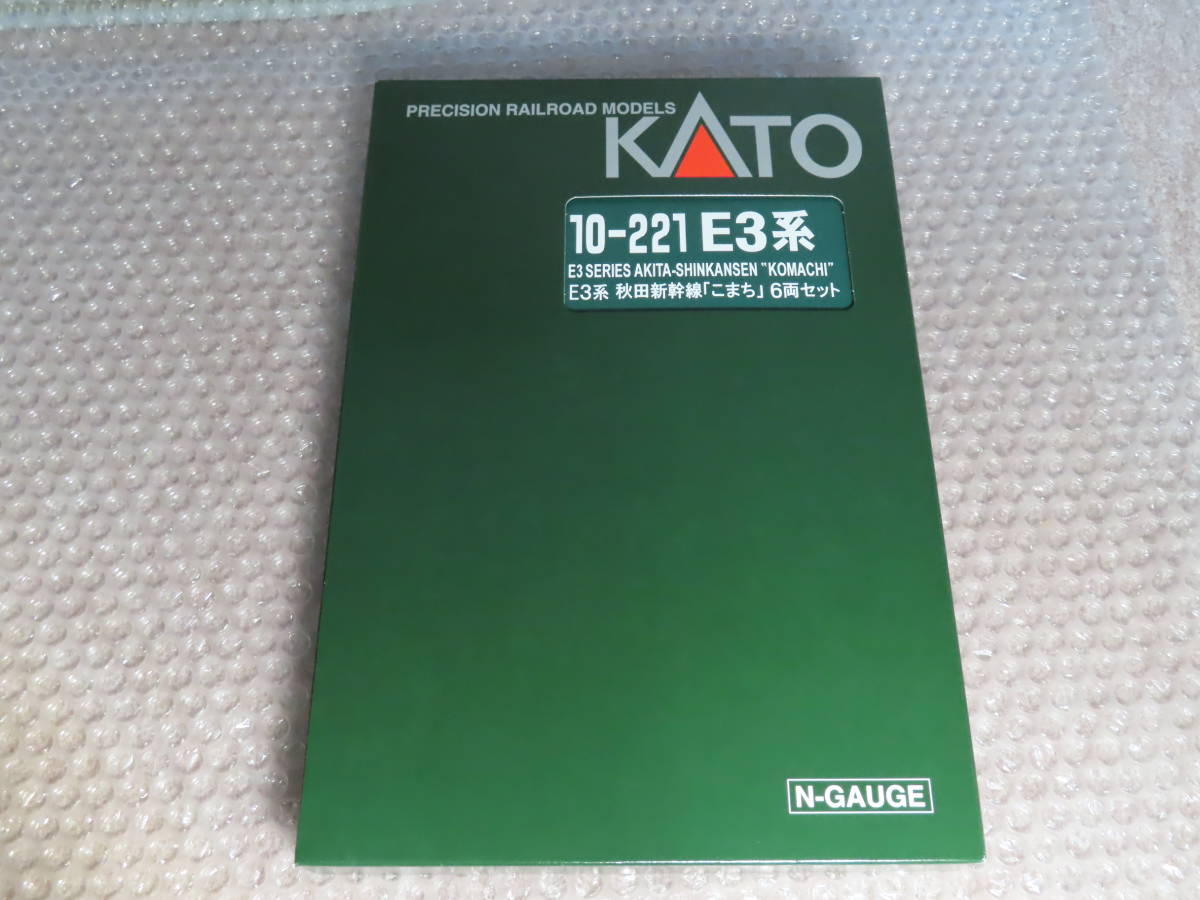 PRECISION RAILROAD MODELS
KATO
10-221 E3系
E3 SERIES AKITA-SHINKANSEN "KOMACHI"
E3系 秋田新幹線「こまち」 6両セット
N-GAUGE